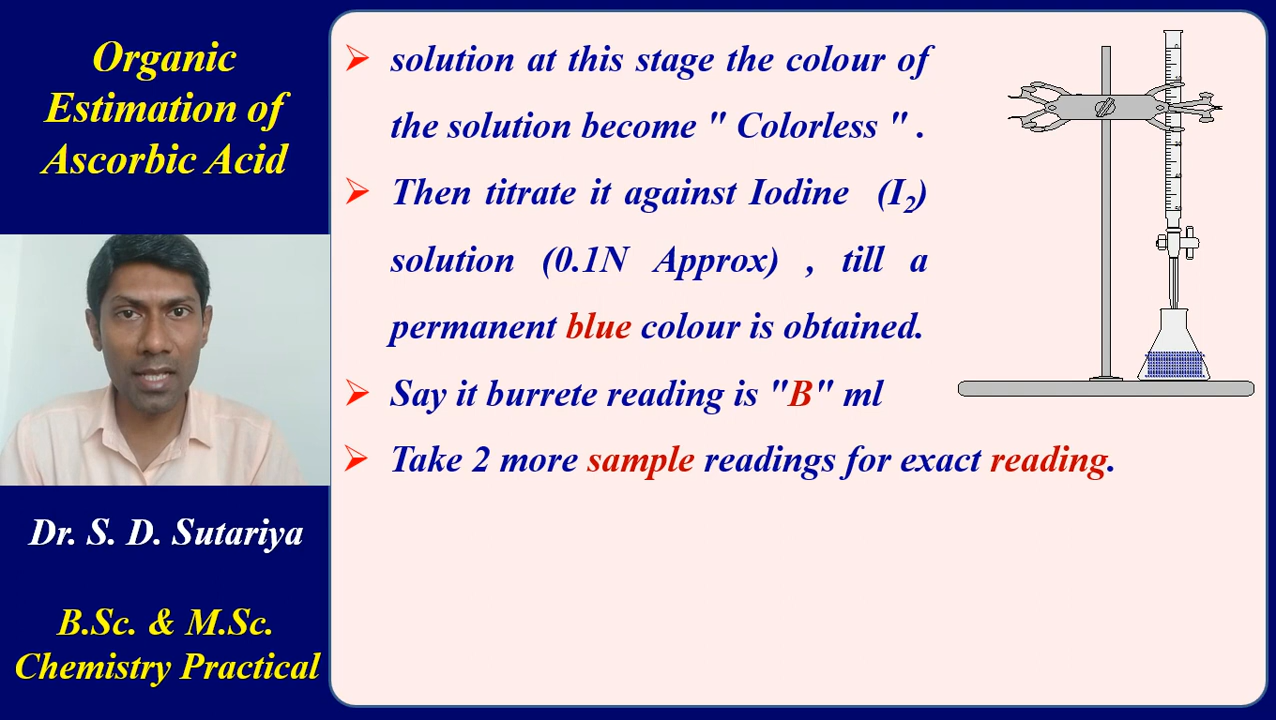 Organic
Estimation of
Ascorbic Acid
➢ solution at this stage the colour of
the solution become " Colorless " .
➢ Then titrate it against Iodine (I₂)
solution (0.1N Approx) , till a
permanent blue colour is obtained.
➢ Say it burrete reading is "B" ml
➢ Take 2 more sample readings for exact reading.
Dr. S. D. Sutariya
B.Sc. & M.Sc.
Chemistry Practical